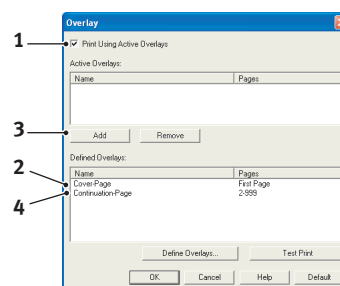 Overlay
1
Print Using Active Overlays
Active Overlays:
Name Pages
3
Add Remove
Defined Overlays:
Name Pages
2
Cover-Page First Page
4
Continuation-Page 2-999
Define Overlays... Test Print
OK Cancel Help Default